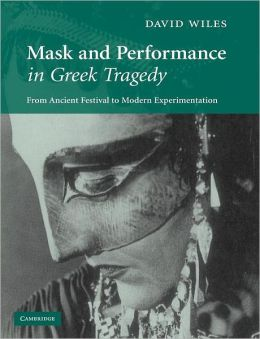 DAVID WILES
Mask and Performance
in Greek Tragedy
From Ancient Festival to Modern Experimentation
CAMBRIDGE